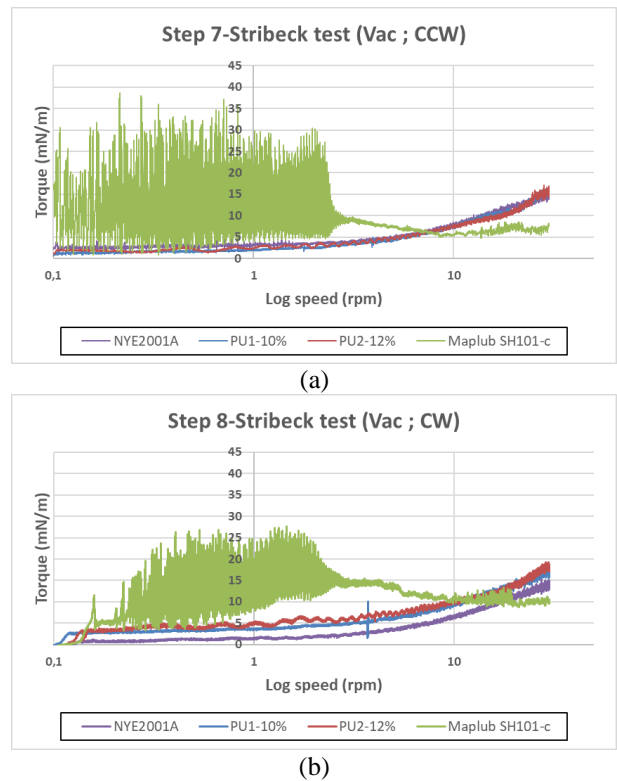 Step 7-Stribeck test (Vac ; CCW)
45
40
35
30
25
20
15
10
5
0
Torque (mN/m)
0,1 1 10
Log speed (rpm)
NYE2001A PU1-10% PU2-12% Maplub SH101-c
(a)
Step 8-Stribeck test (Vac ; CW)
45
40
35
30
25
20
15
10
5
0
Torque (mN/m)
0,1 1 10
Log speed (rpm)
NYE2001A PU1-10% PU2-12% Maplub SH101-c
(b)